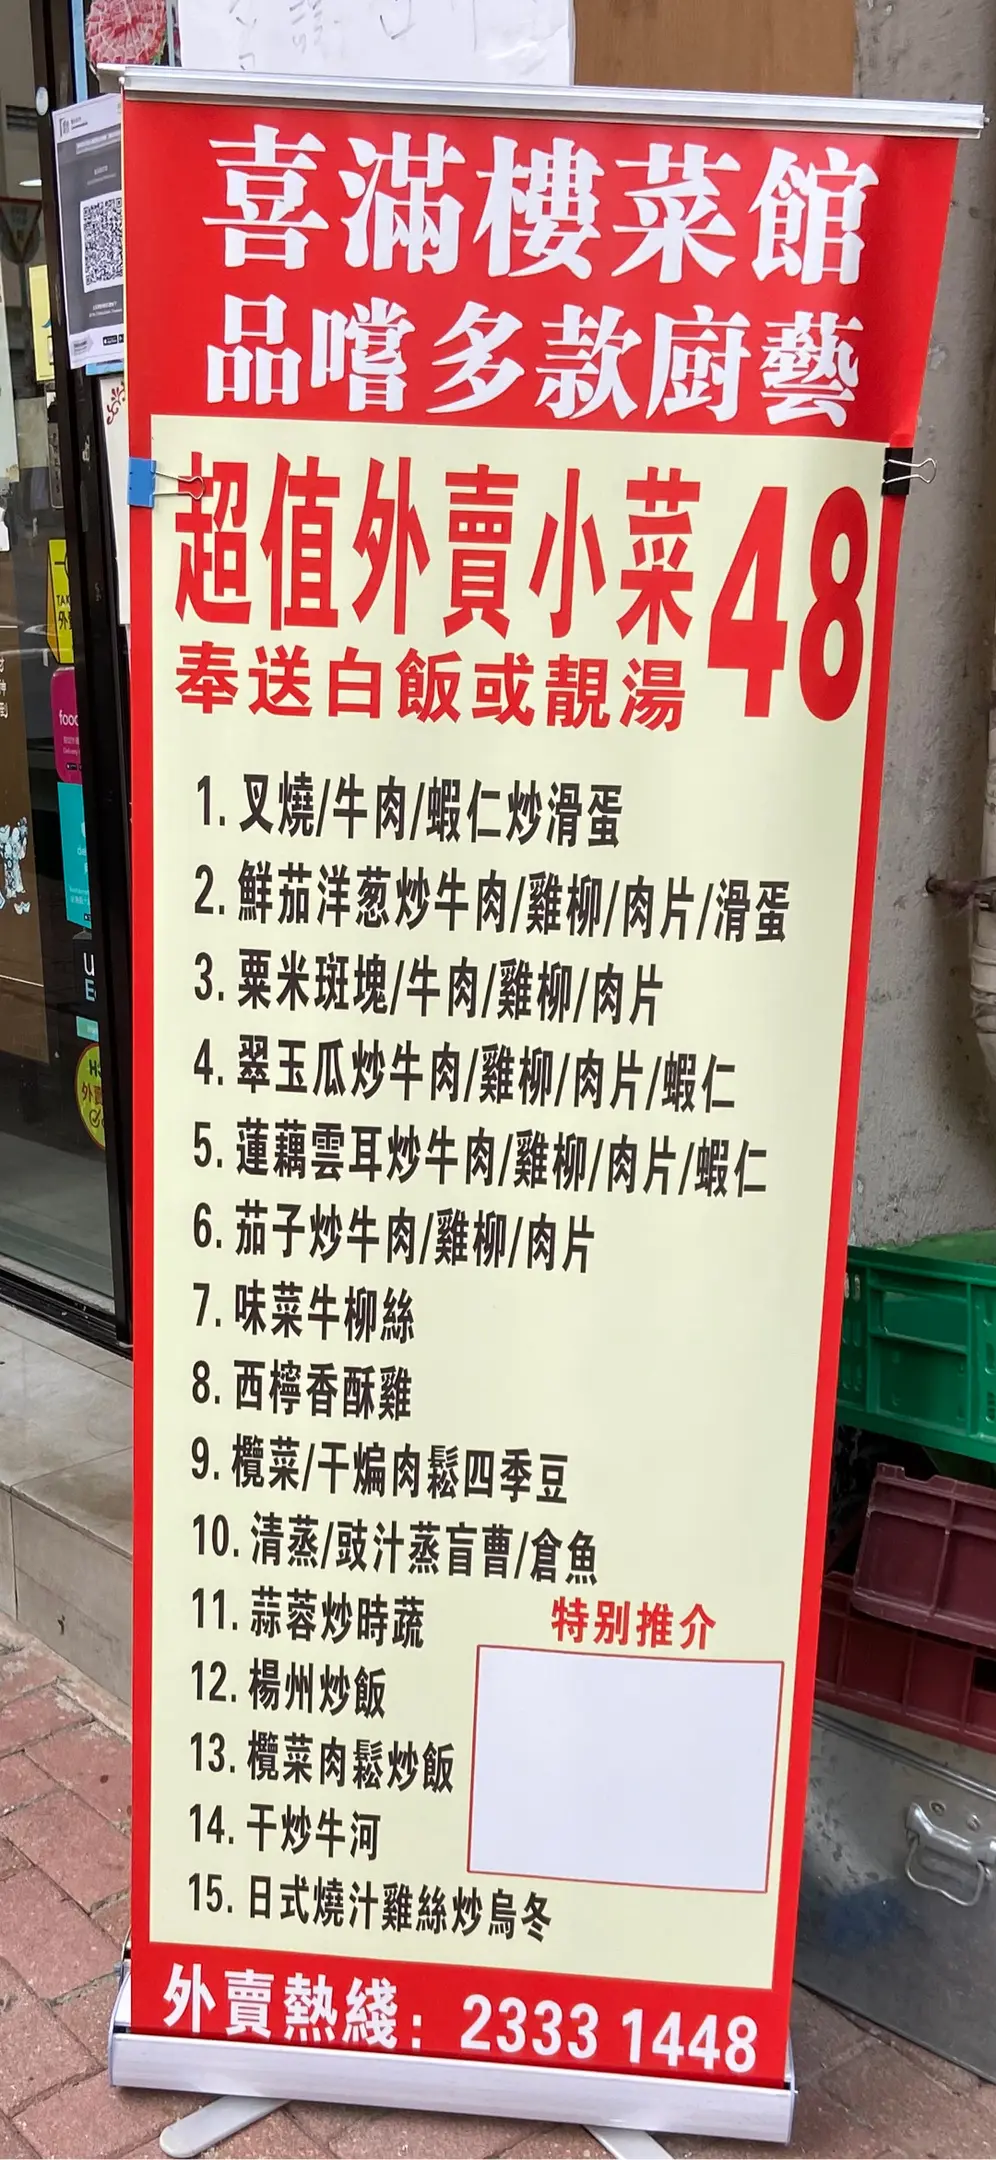 喜滿樓菜館
品嚐多款廚藝
超值外賣小菜48
奉送白飯或靚湯
1. 叉燒/牛肉/蝦仁炒滑蛋
2. 鮮茄洋葱炒牛肉/雞柳/肉片/滑蛋
3. 粟米斑塊/牛肉/雞柳/肉片
4. 翠玉瓜炒牛肉/雞柳/肉片/蝦仁
5. 蓮藕雲耳炒牛肉/雞柳/肉片/蝦仁
6. 茄子炒牛肉/雞柳/肉片
7. 味菜牛柳絲
8. 西檸香酥雞
9. 欖菜/干煸肉鬆四季豆
10. 清蒸/豉汁蒸盲曹/倉魚
11. 蒜蓉炒時蔬
特别推介
12. 楊州炒飯
13. 欖菜肉鬆炒飯
14. 干炒牛河
15. 日式燒汁雞絲炒烏冬
外賣熱綫: 2333 1448